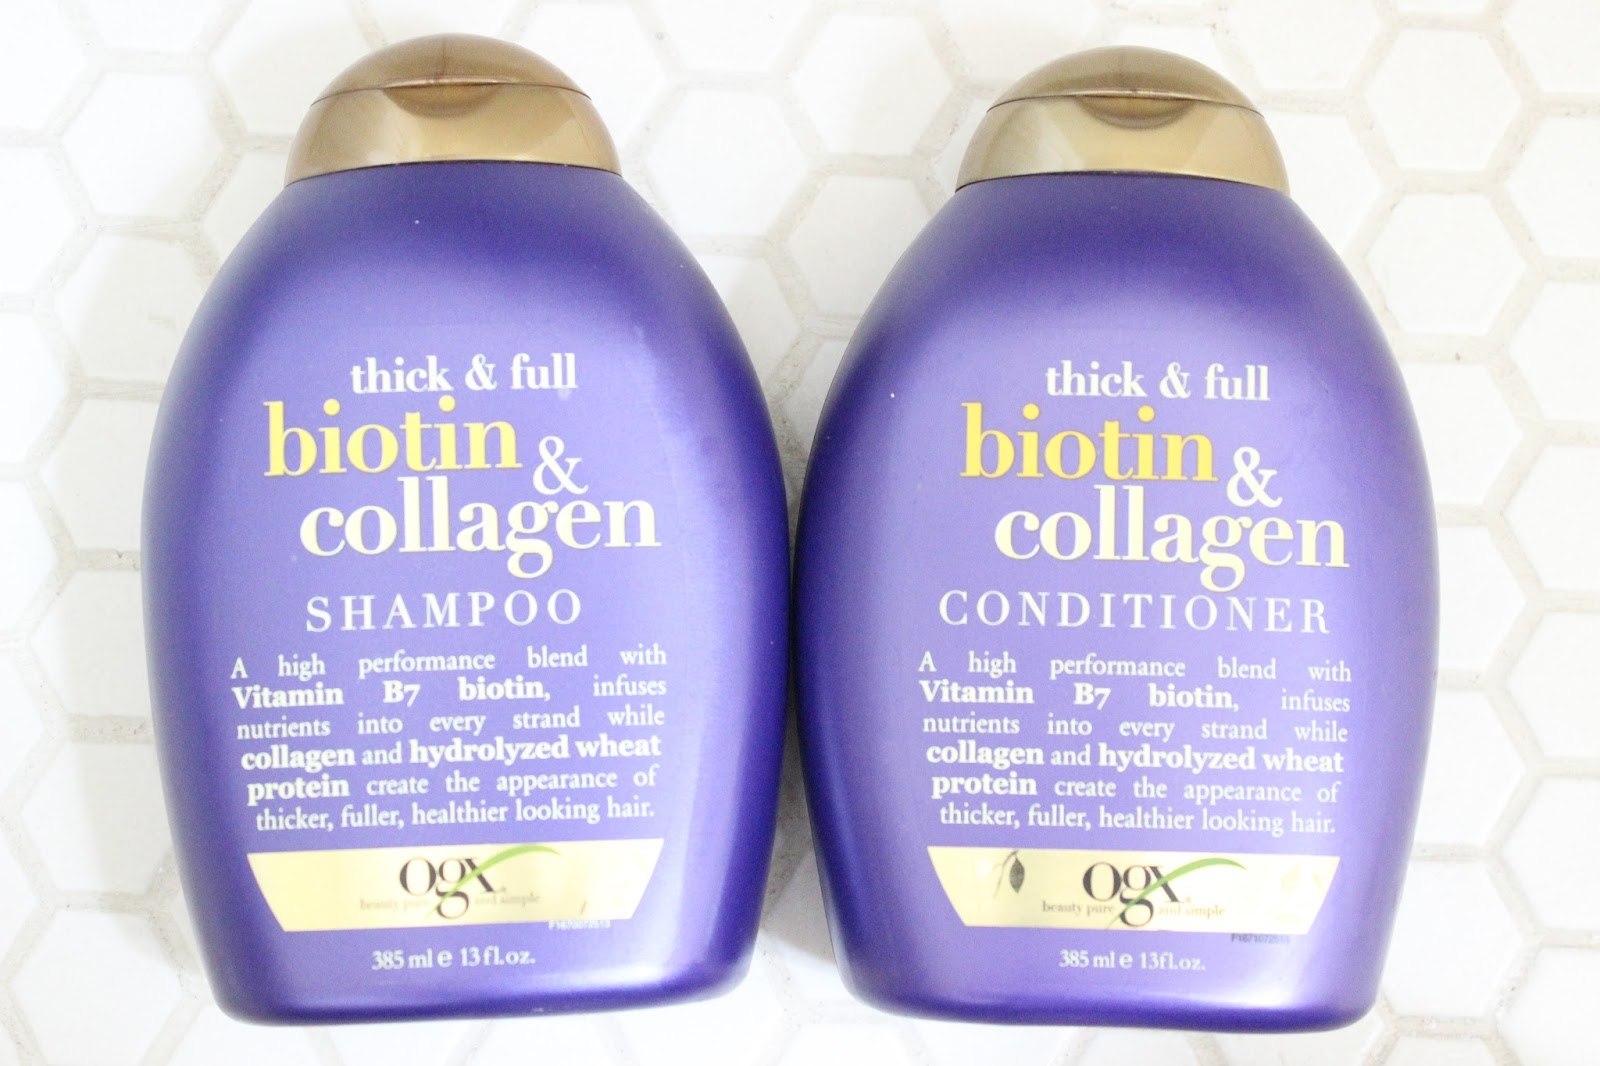 thick & full
biotin
&
collagen
SHAMPOO
A high performance blend with
Vitamin B7 biotin, infuses
nutrients into every strand while
collagen and hydrolyzed wheat
protein create the appearance of
thicker, fuller, healthier looking hair.
ogx
beauty pure and simple
385 ml e 13 fl.oz.
thick & full
biotin
&
collagen
CONDITIONER
A high performance blend with
Vitamin B7 biotin, infuses
nutrients into every strand while
collagen and hydrolyzed wheat
protein create the appearance of
thicker, fuller, healthier looking hair.
ogx
beauty pure and simple
385 ml e 13fl.oz.